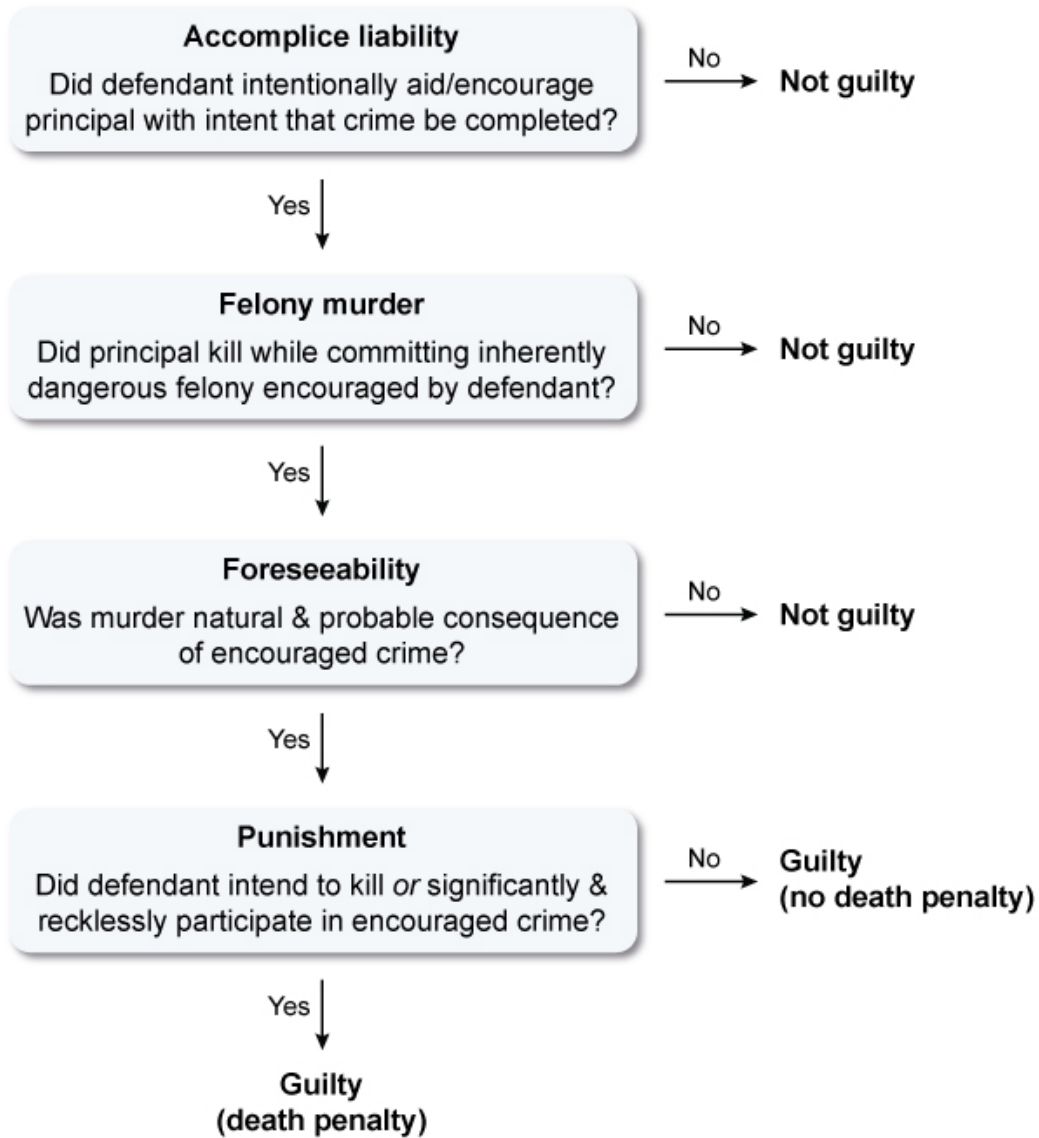 Accomplice liability
Did defendant intentionally aid/encourage
principal with intent that crime be completed?
No
Not guilty
Yes
Felony murder
Did principal kill while committing inherently
dangerous felony encouraged by defendant?
No
Not guilty
Yes
Foreseeability
Was murder natural & probable consequence
of encouraged crime?
No
Not guilty
Yes
Punishment
Did defendant intend to kill or significantly &
recklessly participate in encouraged crime?
No
Guilty
(no death penalty)
Yes
Guilty
(death penalty)